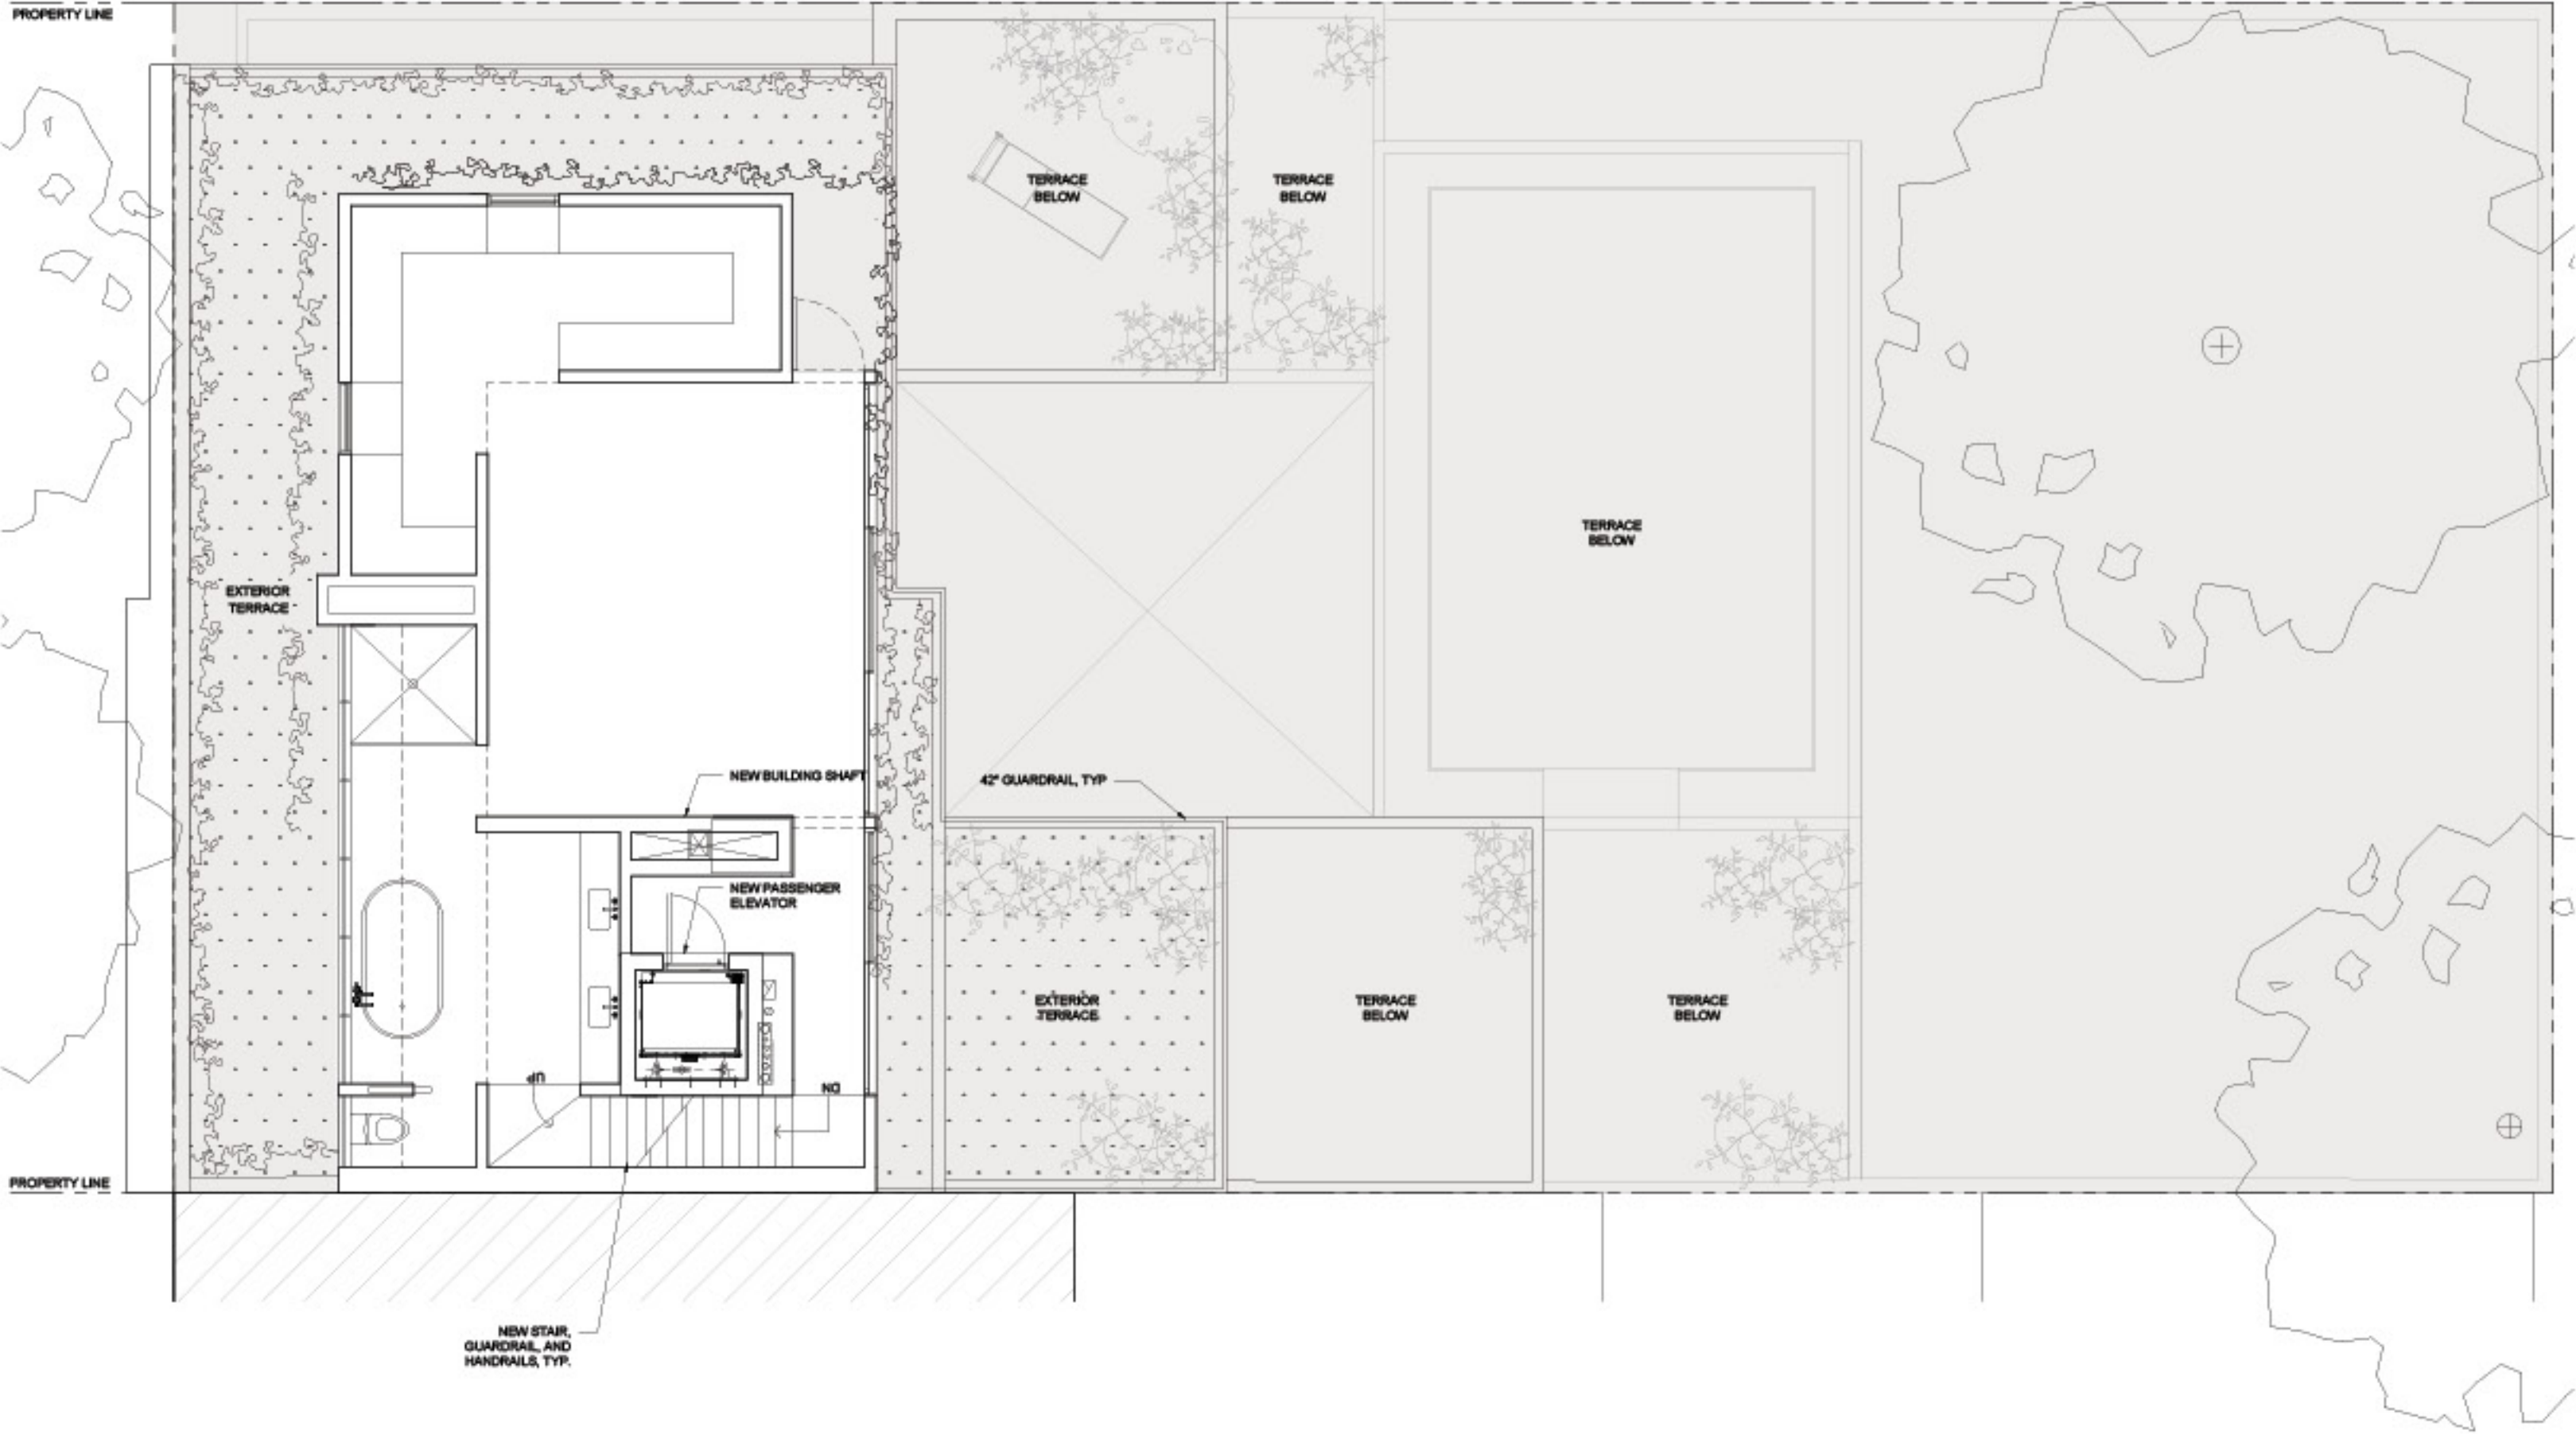 PROPERTY LINE
TERRACE
BELOW
TERRACE
BELOW
TERRACE
BELOW
EXTERIOR
TERRACE
NEW BUILDING SHAFT
42" GUARDRAIL, TYP
NEW PASSENGER
ELEVATOR
EXTERIOR
TERRACE
TERRACE
BELOW
TERRACE
BELOW
UP
DN
PROPERTY LINE
NEW STAIR,
GUARDRAIL, AND
HANDRAILS, TYP.